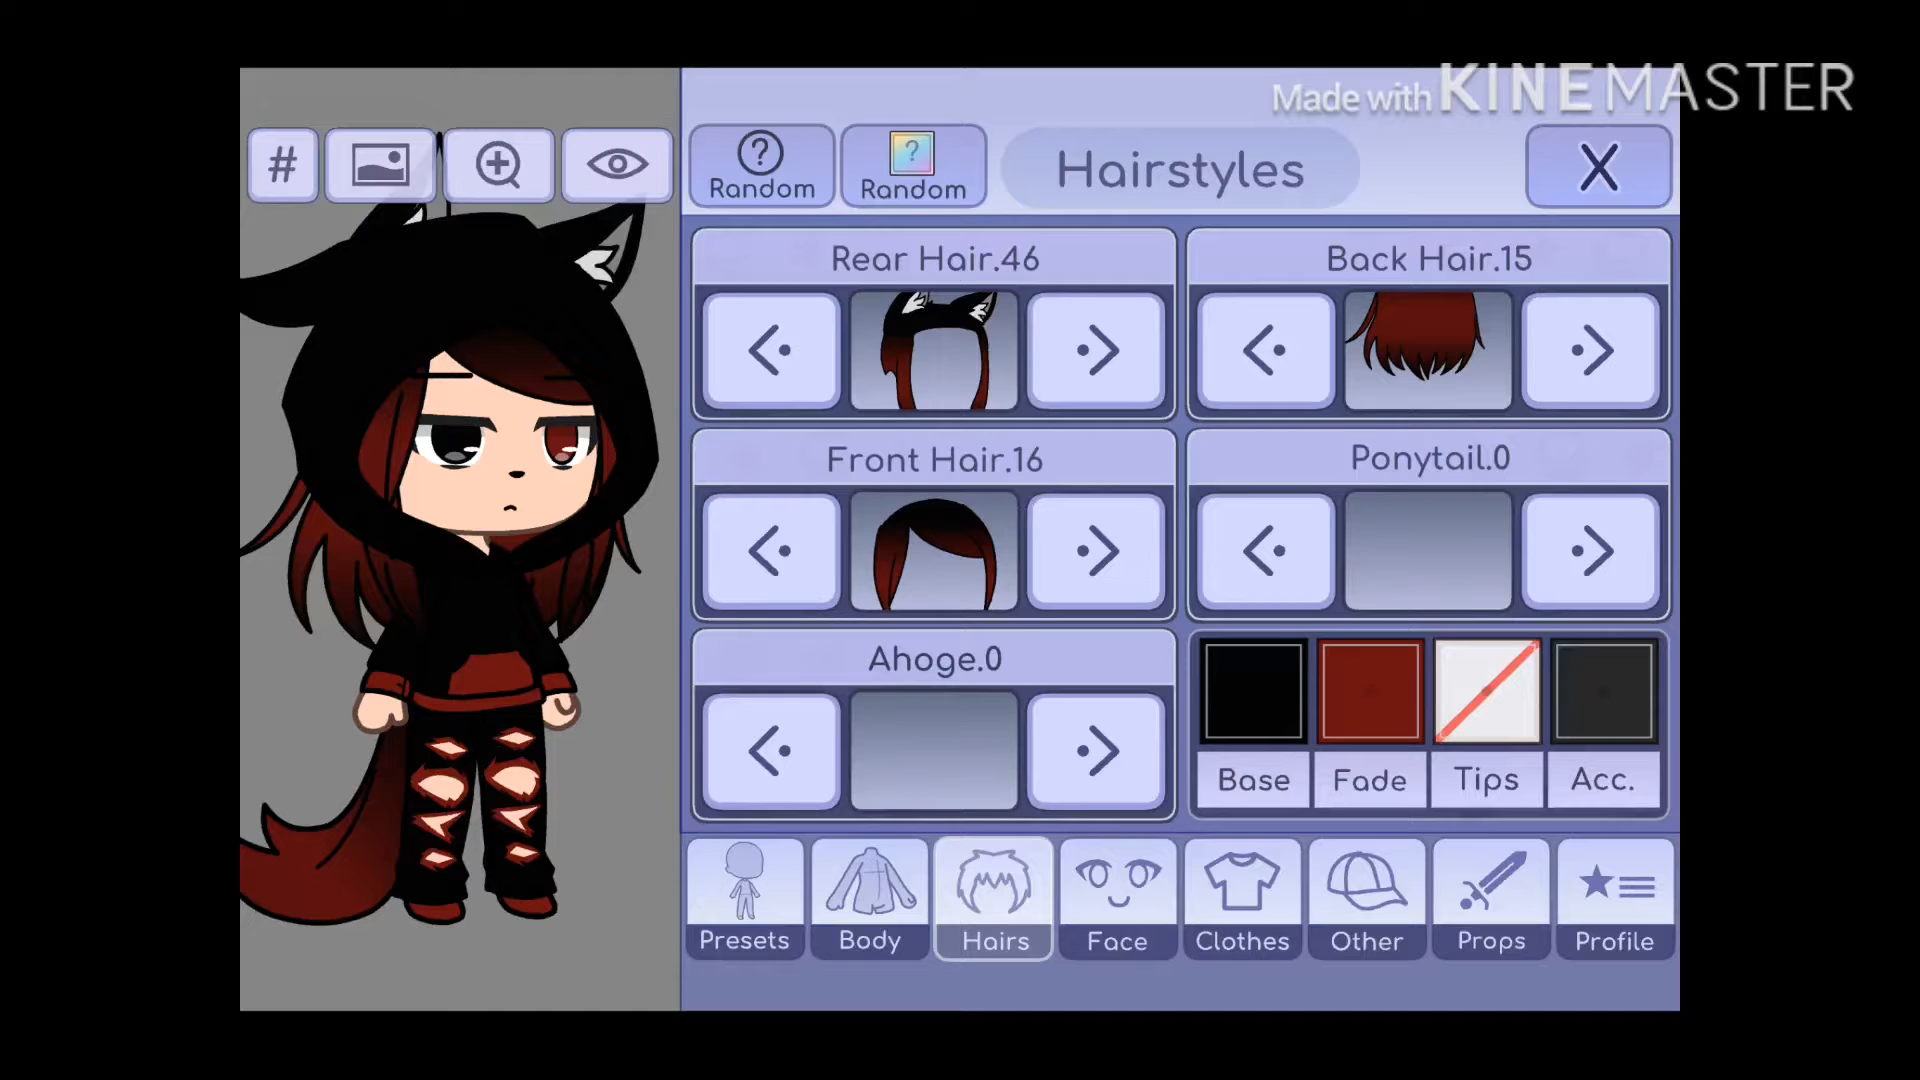 Made with KINEMASTER
#
? Random
? Random
Hairstyles
X
Rear Hair.46
Back Hair.15
Front Hair.16
Ponytail.0
Ahoge.0
Base
Fade
Tips
Acc.
Presets
Body
Hairs
Face
Clothes
Other
Props
Profile